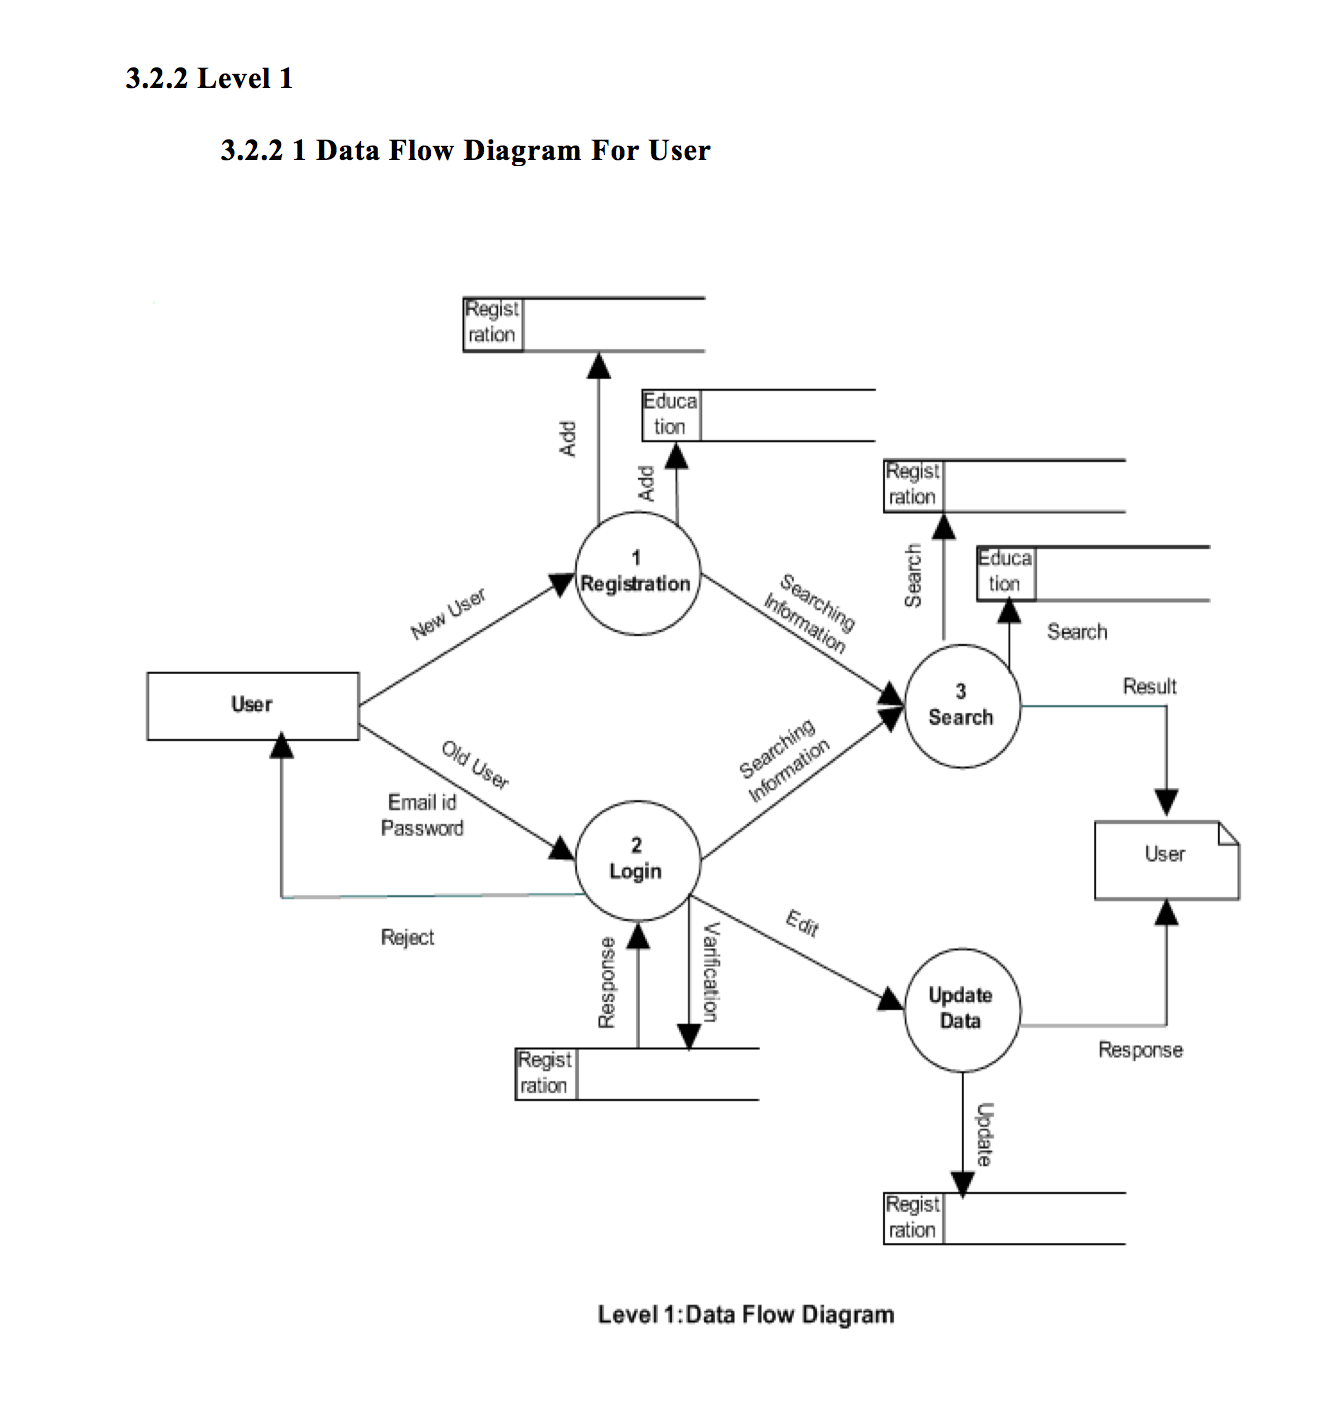 3.2.2 Level 1
3.2.2 1 Data Flow Diagram For User
Regist
ration
Educa
tion
Add
Add
Regist
ration
Educa
tion
Search
Search
1
Registration
New User
Searching
Information
User
3
Search
Result
Old User
Email id
Password
Searching
Information
2
Login
User
Reject
Response
Varification
Edit
Update
Data
Response
Regist
ration
Update
Regist
ration
Level 1:Data Flow Diagram